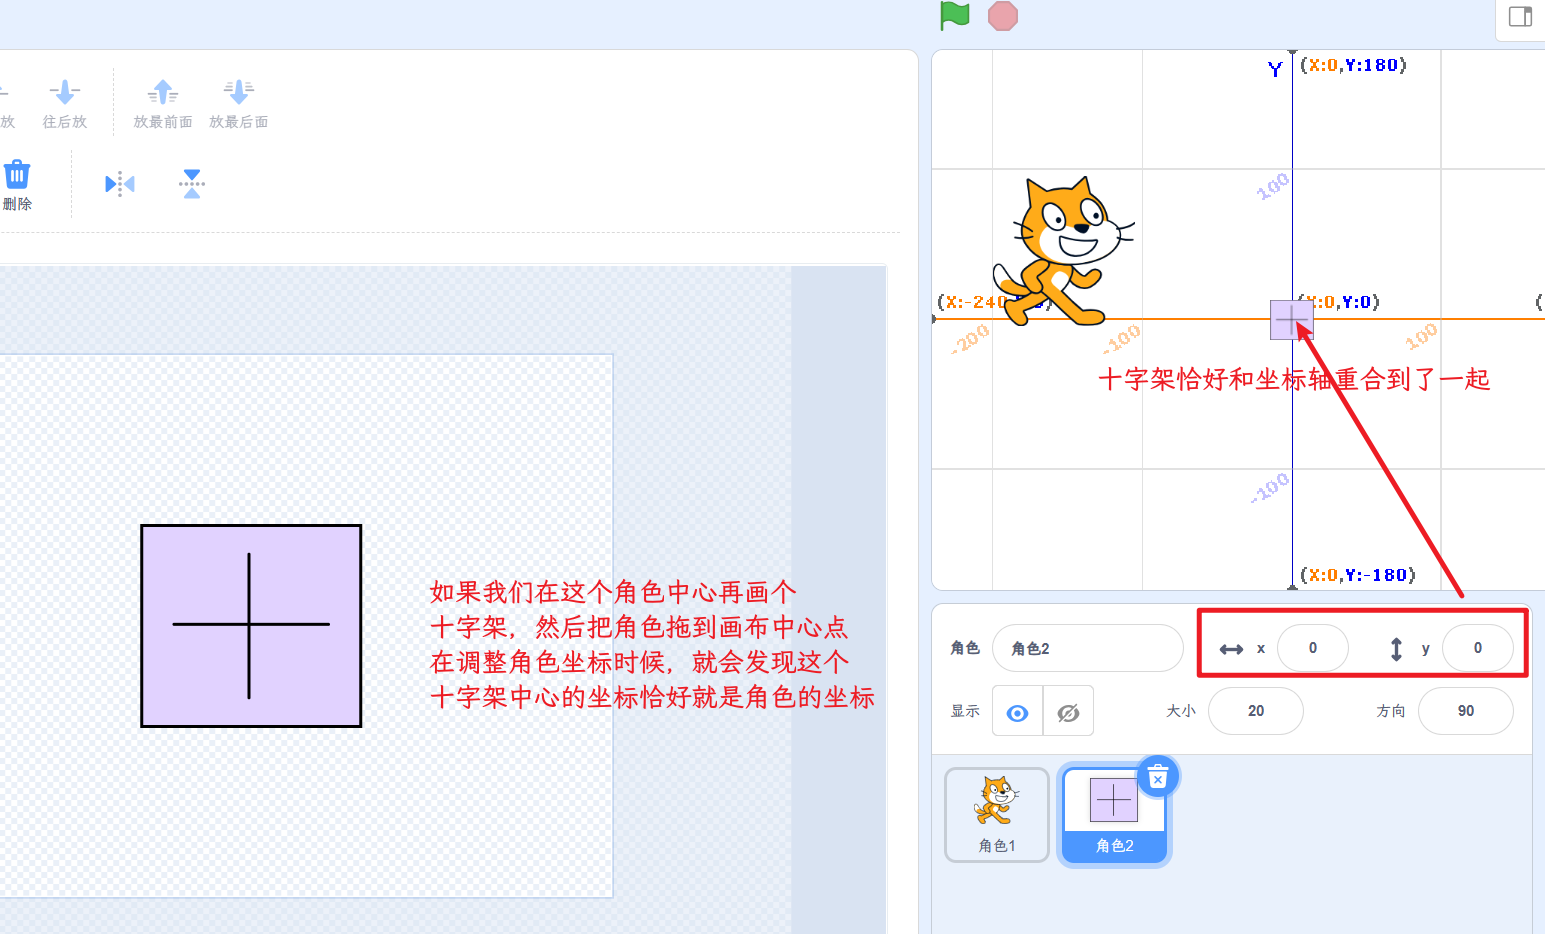 放
往后放
放最前面
放最后面
删除
如果我们在这个角色中心再画个
十字架，然后把角色拖到画布中心点
在调整角色坐标时候，就会发现这个
十字架中心的坐标恰好就是角色的坐标
Y
(X:0,Y:180)
100
(X:-240
(X:0,Y:0)
(
-200
-100
100
十字架恰好和坐标轴重合到了一起
-100
(X:0,Y:-180)
角色
角色2
x
0
y
0
显示
大小
20
方向
90
角色1
角色2